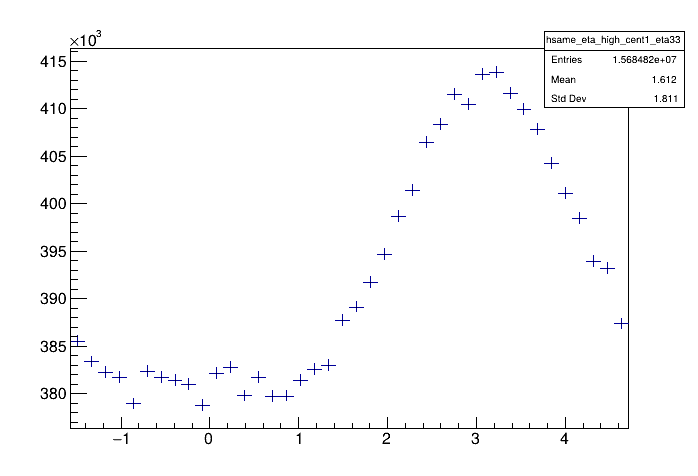 ×10³
hsame_eta_high_cent1_eta33
Entries 1.568482e+07
Mean 1.612
Std Dev 1.811
415
410
405
400
395
390
385
380
−1 0 1 2 3 4